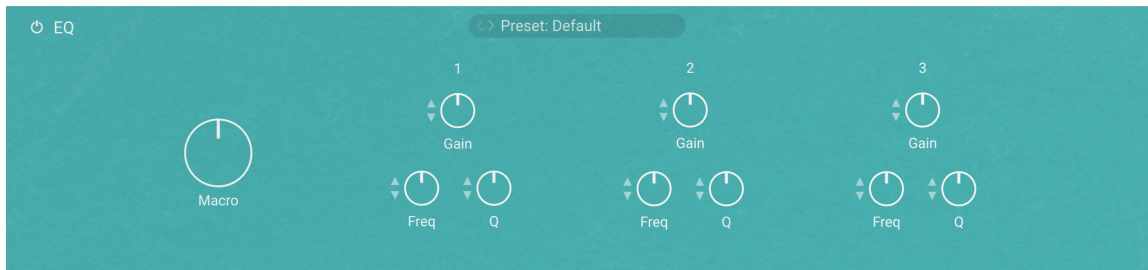 EQ
Preset: Default
1
2
3
Gain
Gain
Gain
Macro
Freq
Q
Freq
Q
Freq
Q